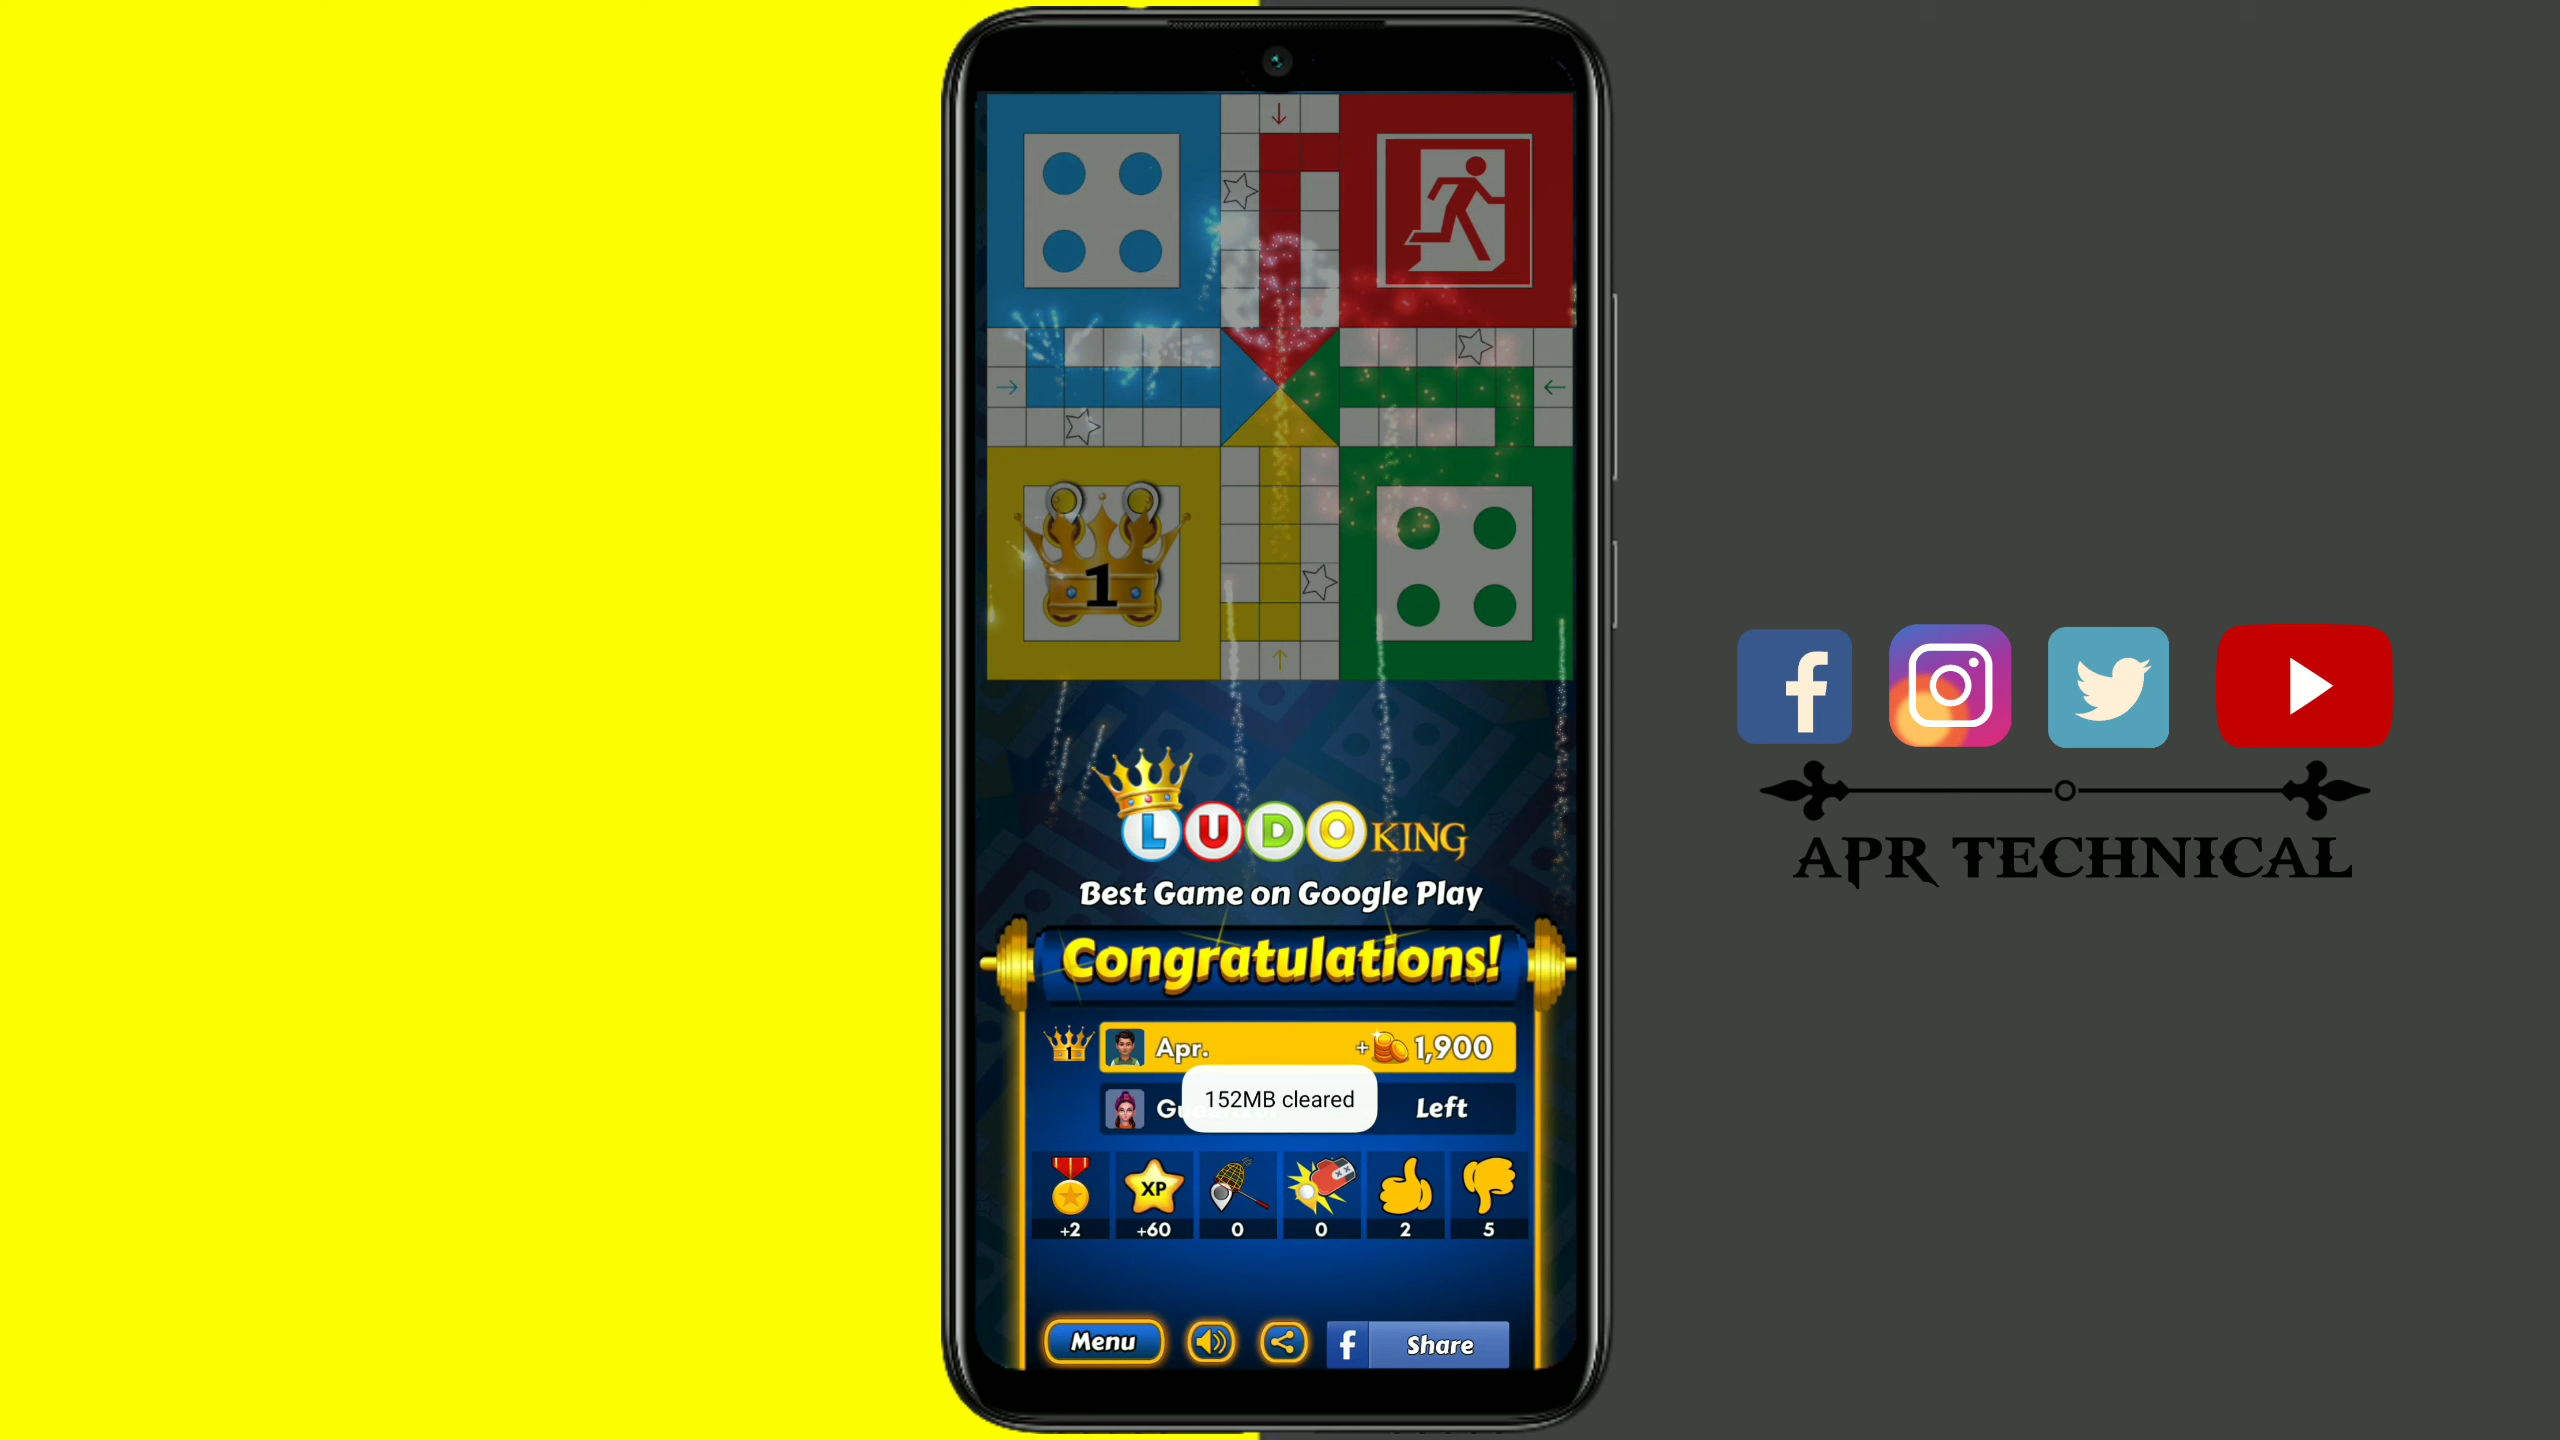 1
LUDO KING
Best Game on Google Play
Congratulations!
1 Apr. + 1,900
152MB cleared
Left
XP
+2 +60 0 0 2 5
Menu
f Share
f
APR TECHNICAL